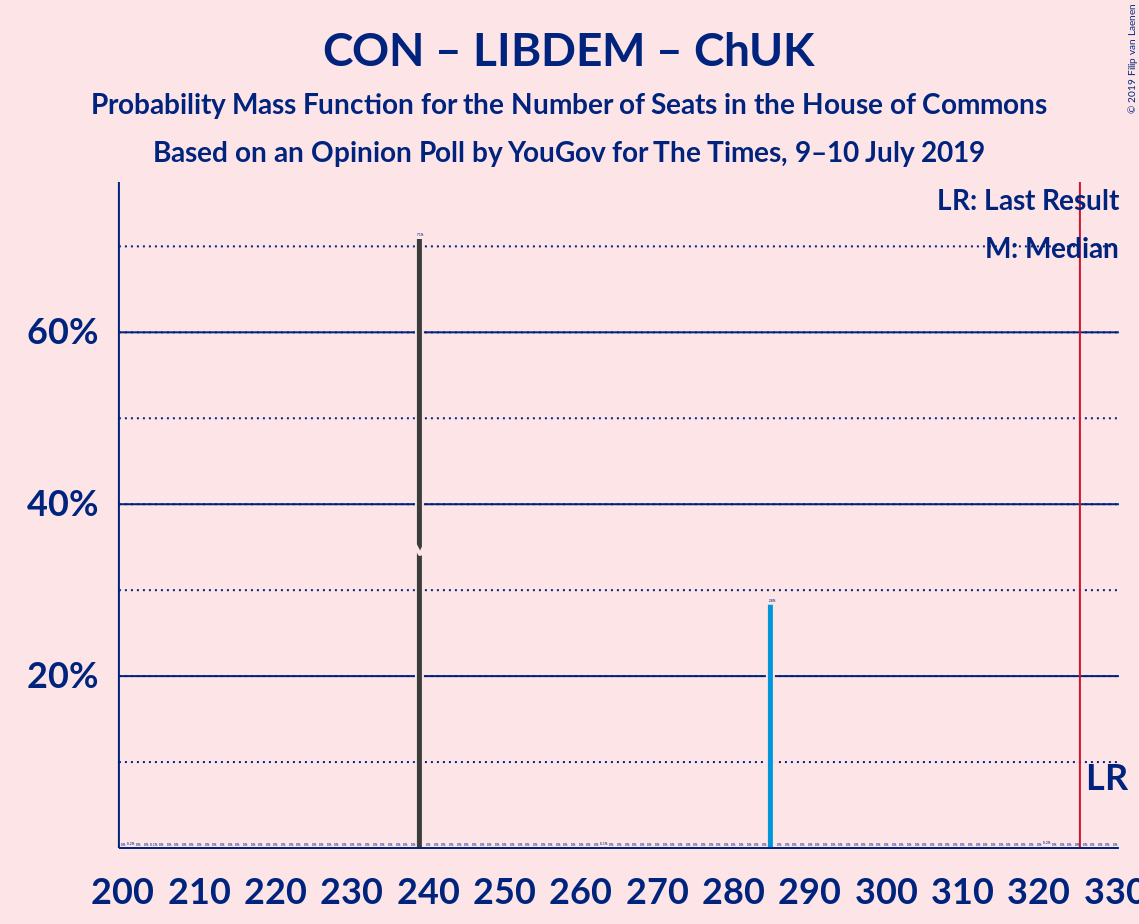 CON – LIBDEM – ChUK
Probability Mass Function for the Number of Seats in the House of Commons
Based on an Opinion Poll by YouGov for The Times, 9–10 July 2019
© 2019 Filip van Laenen
LR: Last Result
M: Median
60%
40%
20%
71%
28%
LR
200 210 220 230 240 250 260 270 280 290 300 310 320 330